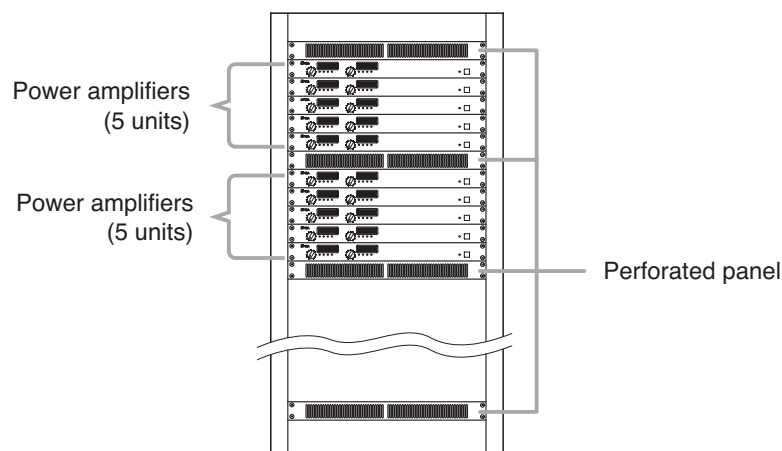 Power amplifiers
(5 units)
Power amplifiers
(5 units)
Perforated panel